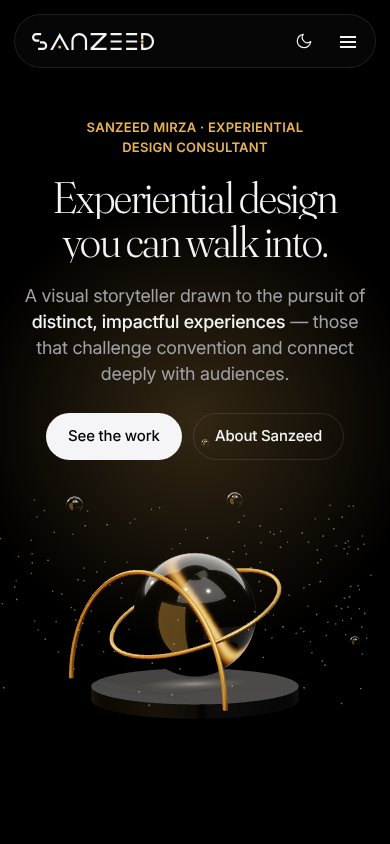 SANZEED
SANZEED MIRZA · EXPERIENTIAL
DESIGN CONSULTANT
Experiential design
you can walk into.
A visual storyteller drawn to the pursuit of
distinct, impactful experiences — those
that challenge convention and connect
deeply with audiences.
See the work
About Sanzeed